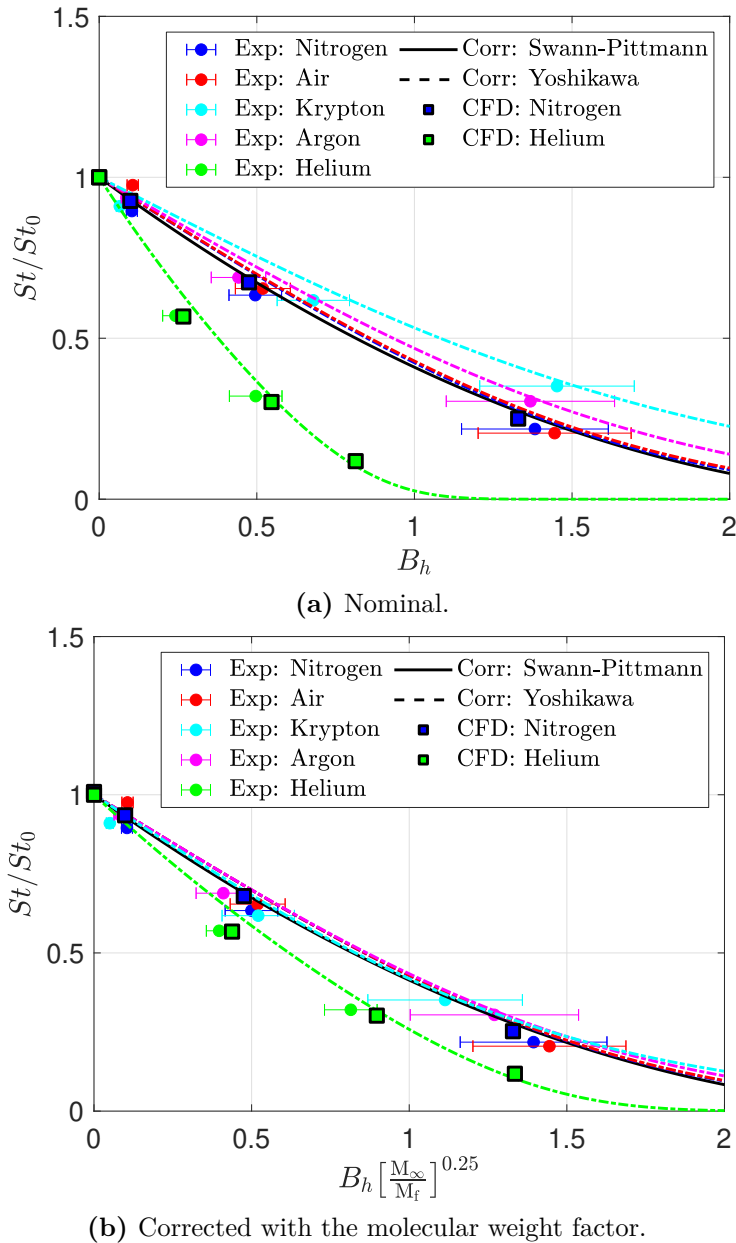 1.5
Exp: Nitrogen
Corr: Swann-Pittmann
Exp: Air
Corr: Yoshikawa
Exp: Krypton
CFD: Nitrogen
Exp: Argon
CFD: Helium
Exp: Helium
1
St/St₀
0.5
0
0 0.5 1 1.5 2
Bₕ
(a) Nominal.
1.5
Exp: Nitrogen
Corr: Swann-Pittmann
Exp: Air
Corr: Yoshikawa
Exp: Krypton
CFD: Nitrogen
Exp: Argon
CFD: Helium
Exp: Helium
1
St/St₀
0.5
0
0 0.5 1 1.5 2
Bₕ[M∞/M_f]^0.25
(b) Corrected with the molecular weight factor.